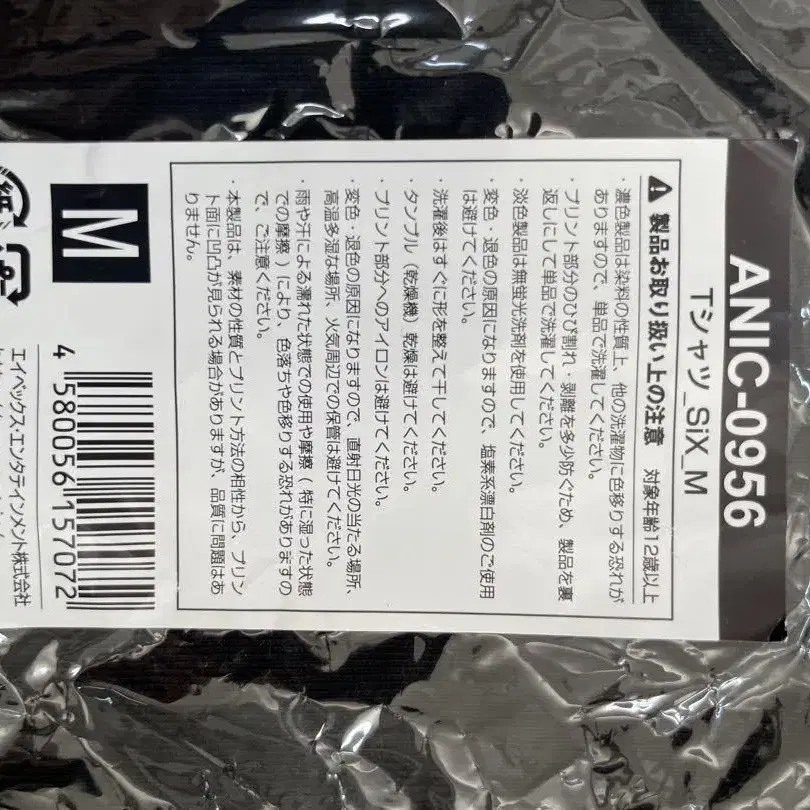 ANIC-0956
Tシャツ_SiX_M
製品お取り扱い上の注意 対象年齢12歳以上
・濃色製品は染料の性質上、他の洗濯物に色移りする恐れが
ありますので、単品で洗濯してください。
・プリント部分のひび割れ・剥離を多少防ぐため、製品を裏
返しにして単品で洗濯してください。
・淡色製品は無蛍光洗剤を使用してください。
・変色・退色の原因になりますので、塩素系漂白剤のご使用
は避けてください。
・洗濯後はすぐに形を整えて干してください。
・タンブル（乾燥機）乾燥は避けてください。
・プリント部分へのアイロンは避けてください。
・変色・退色の原因になりますので、直射日光の当たる場所、
高温多湿な場所、火気周辺での保管は避けてください。
・雨や汗による濡れた状態での使用や摩擦（特に湿った状態
での摩擦）により、色落ちや色移りする恐れがありますの
で、ご注意ください。
・本製品は、素材の性質とプリント方法の相性から、プリン
ト面に凹凸が見られる場合がありますが、品質に問題はあ
りません。
M
4 580056 157072
エイベックス・エンタテインメント株式会社